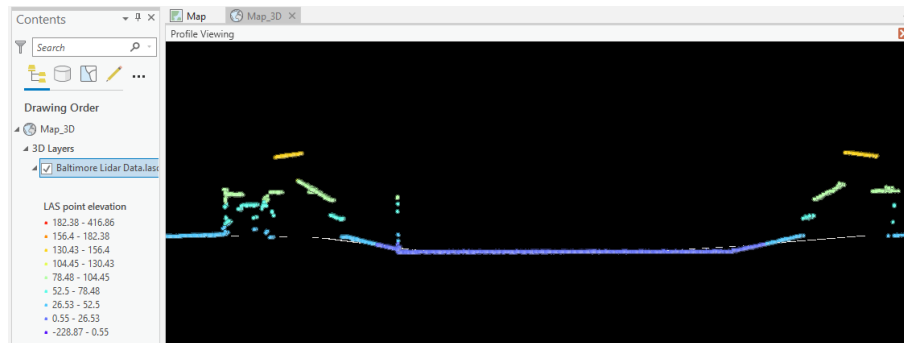 Contents
Map
Map_3D
Profile Viewing
Search
Drawing Order
Map_3D
3D Layers
Baltimore Lidar Data.lasd
LAS point elevation
182.38 - 416.86
156.4 - 182.38
130.43 - 156.4
104.45 - 130.43
78.48 - 104.45
52.5 - 78.48
26.53 - 52.5
0.55 - 26.53
-228.87 - 0.55